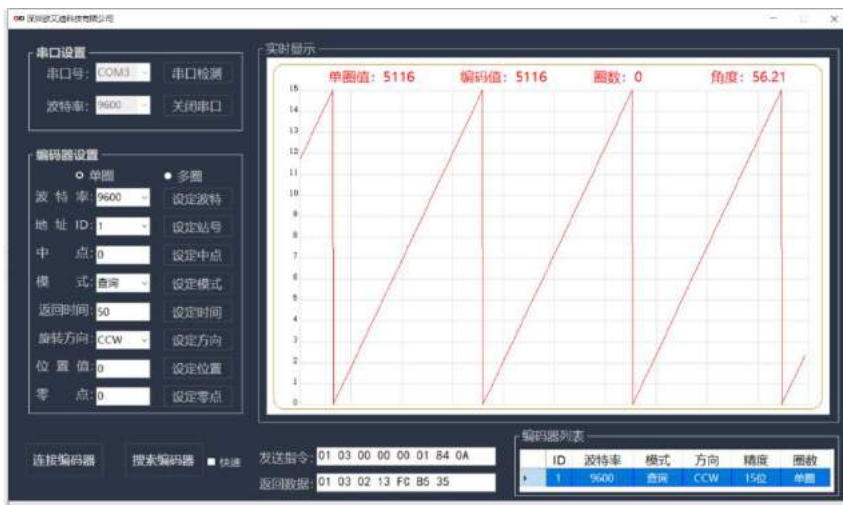 深圳欧艾迪科技有限公司
串口设置
串口号: COM3 串口检测
波特率: 9600 关闭串口
编码器设置
单圈 多圈
波特率: 9600 设定波特
地址 ID: 1 设定站号
中点: 0 设定中点
模式: 查询 设定模式
返回时间: 50 设定时间
旋转方向: CCW 设定方向
位置值: 0 设定位置
零点: 0 设定零点
连接编码器 搜索编码器 快速
实时显示
单圈值: 5116 编码值: 5116 圈数: 0 角度: 56.21
15
14
13
12
11
10
9
8
7
6
5
4
3
2
1
0
发送指令: 01 03 00 00 00 01 84 0A
返回数据: 01 03 02 13 FC B5 35
编码器列表
ID 波特率 模式 方向 精度 圈数
1 9600 查询 CCW 15位 单圈